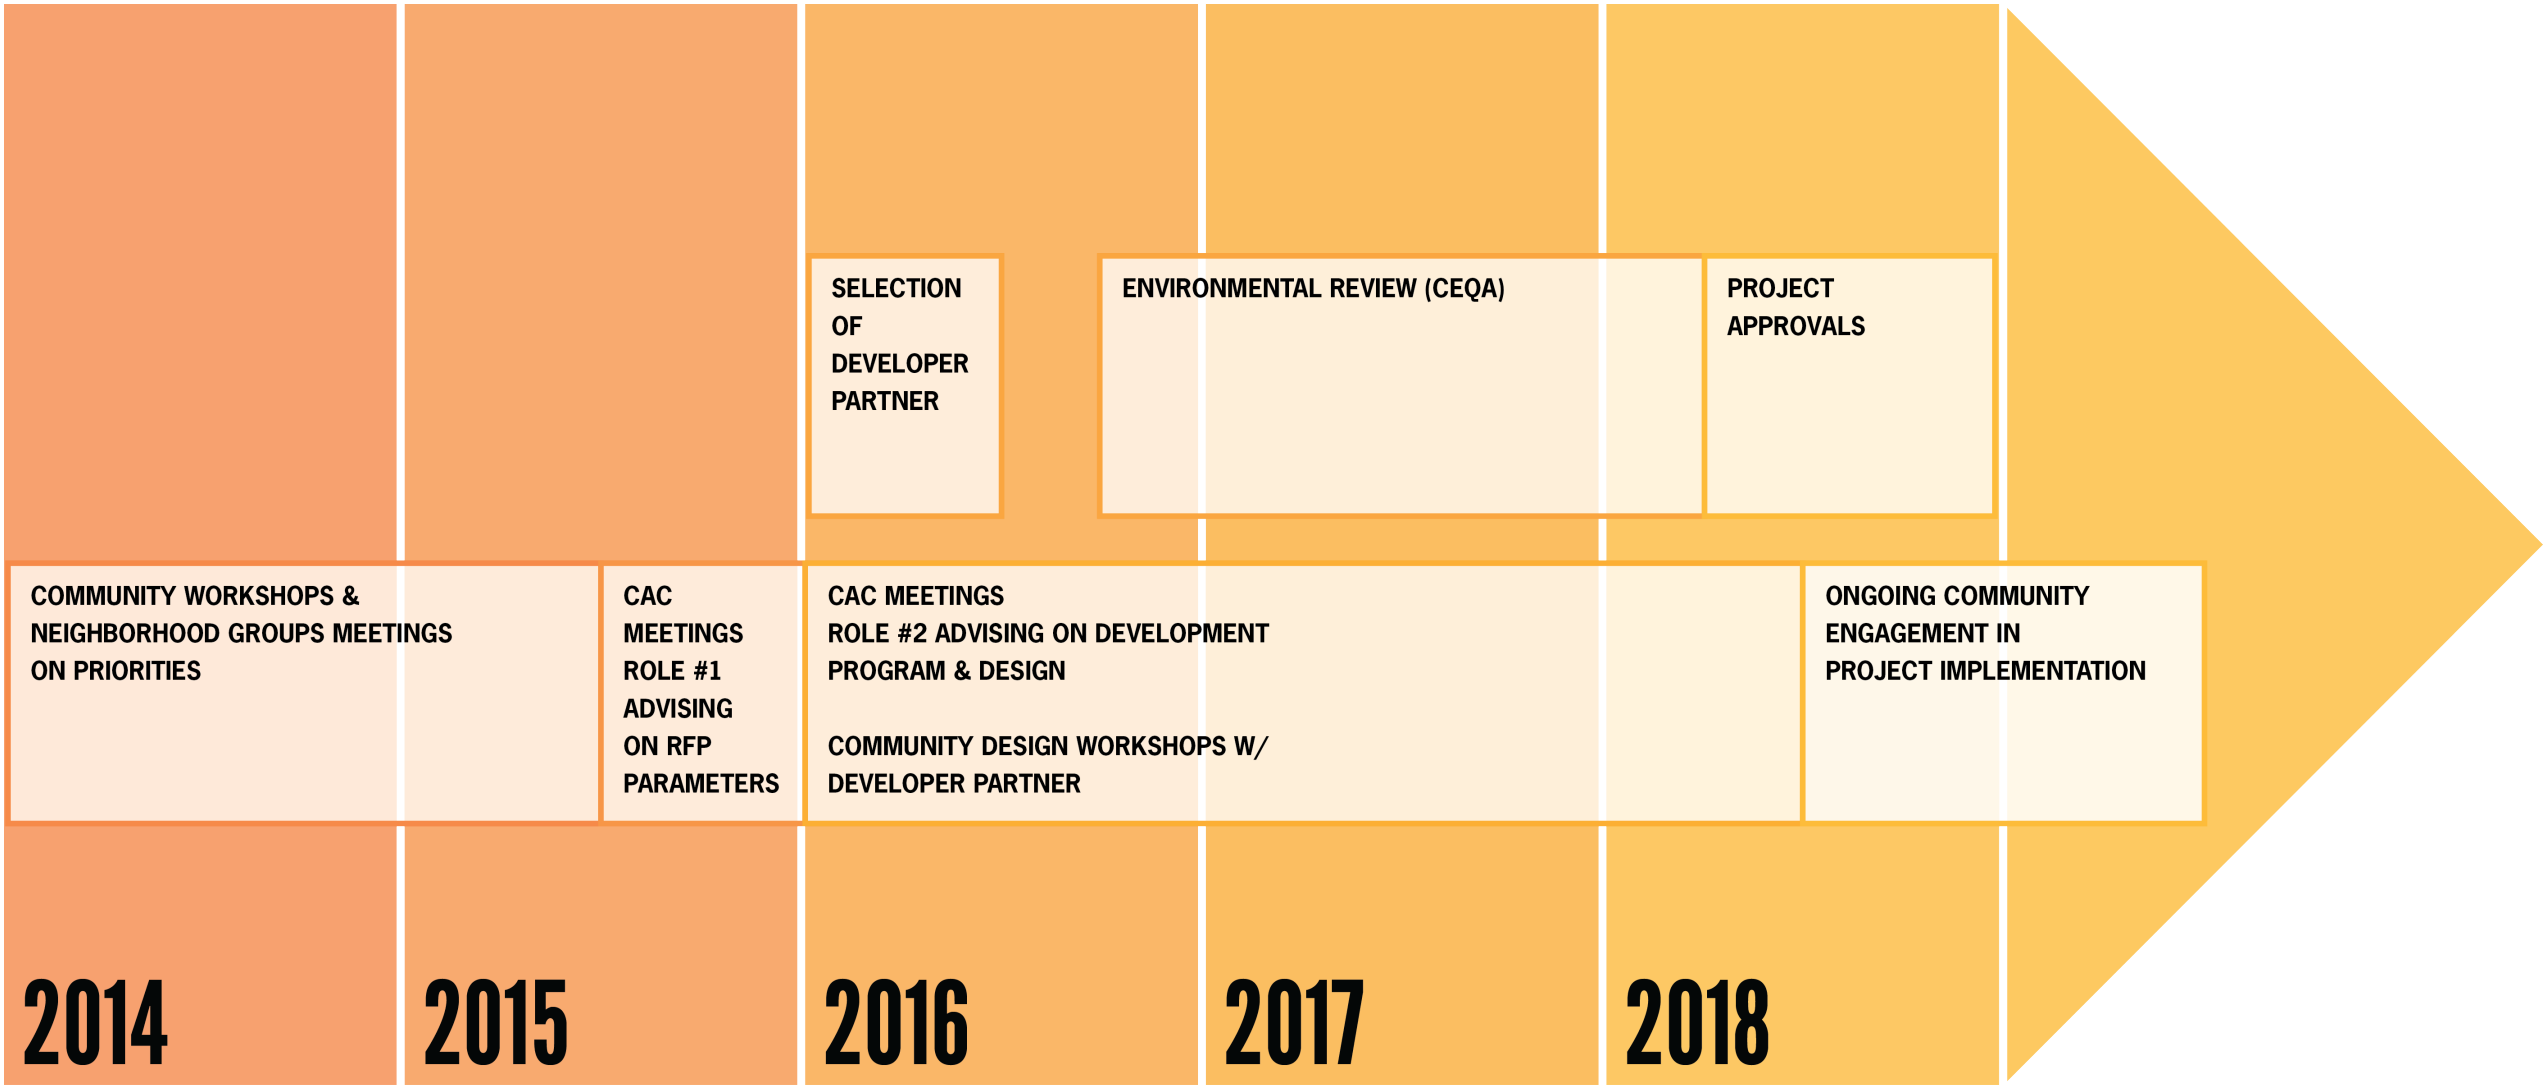 SELECTION
OF
DEVELOPER
PARTNER
ENVIRONMENTAL REVIEW (CEQA)
PROJECT
APPROVALS
COMMUNITY WORKSHOPS &
NEIGHBORHOOD GROUPS MEETINGS
ON PRIORITIES
CAC
MEETINGS
ROLE #1
ADVISING
ON RFP
PARAMETERS
CAC MEETINGS
ROLE #2 ADVISING ON DEVELOPMENT
PROGRAM & DESIGN
COMMUNITY DESIGN WORKSHOPS W/
DEVELOPER PARTNER
ONGOING COMMUNITY
ENGAGEMENT IN
PROJECT IMPLEMENTATION
2014
2015
2016
2017
2018